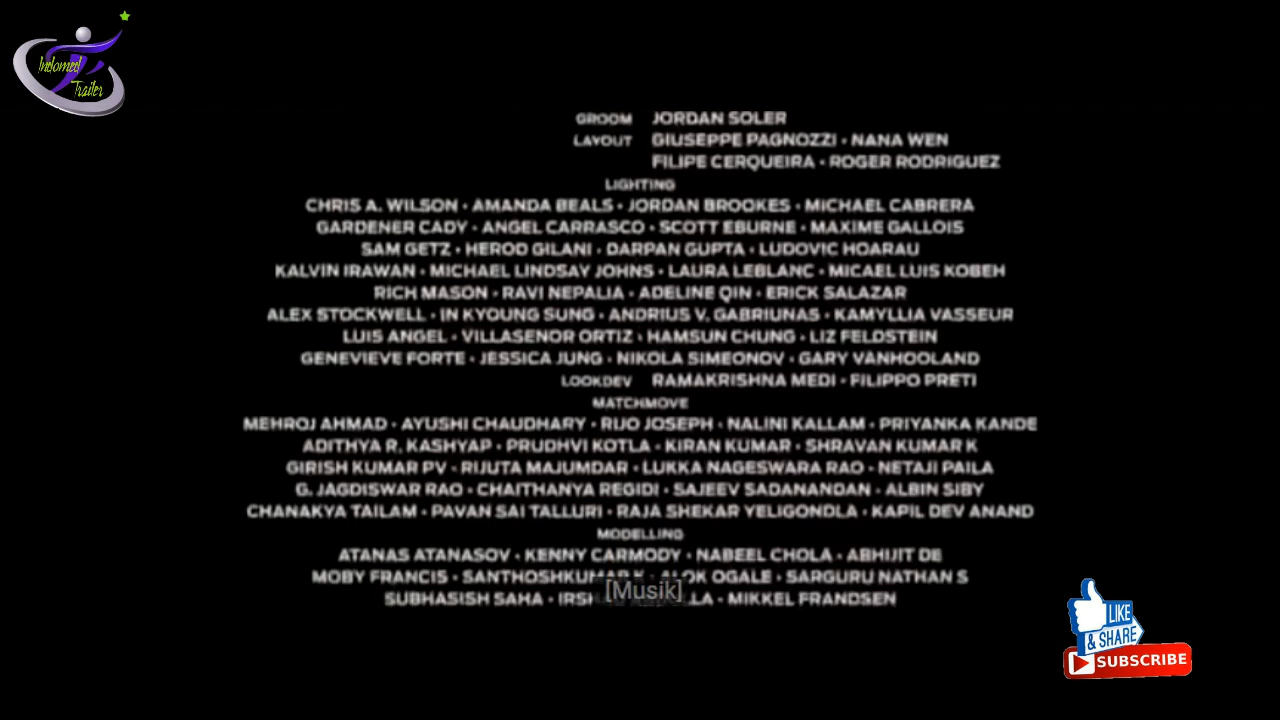 Indomed
Trailer
GROOM JORDAN SOLER
LAYOUT GIUSEPPE PAGNOZZI • NANA WEN
FILIPE CERQUEIRA • ROGER RODRIGUEZ
LIGHTING
CHRIS A. WILSON • AMANDA BEALS • JORDAN BROOKES • MICHAEL CABRERA
GARDENER CADY • ANGEL CARRASCO • SCOTT EBURNE • MAXIME GALLOIS
SAM GETZ • HEROD GILANI • DARPAN GUPTA • LUDOVIC HOARAU
KALVIN IRAWAN • MICHAEL LINDSAY JOHNS • LAURA LEBLANC • MICAEL LUIS KOBEH
RICH MASON • RAVI NEPALIA • ADELINE QIN • ERICK SALAZAR
ALEX STOCKWELL • IN KYOUNG SUNG • ANDRIUS V. GABRIUNAS • KAMYLLIA VASSEUR
LUIS ANGEL • VILLASENOR ORTIZ • HAMSUN CHUNG • LIZ FELDSTEIN
GENEVIEVE FORTE • JESSICA JUNG • NIKOLA SIMEONOV • GARY VANHOOLAND
LOOKDEV RAMAKRISHNA MEDI • FILIPPO PRETI
MATCHMOVE
MEHROJ AHMAD • AYUSHI CHAUDHARY • RIJO JOSEPH • NALINI KALLAM • PRIYANKA KANDE
ADITHYA R. KASHYAP • PRUDHVI KOTLA • KIRAN KUMAR • SHRAVAN KUMAR K
GIRISH KUMAR PV • RIJUTA MAJUMDAR • LUKKA NAGESWARA RAO • NETAJI PAILA
G. JAGDISWAR RAO • CHAITHANYA REGIDI • SAJEEV SADANANDAN • ALBIN SIBY
CHANAKYA TAILAM • PAVAN SAI TALLURI • RAJA SHEKAR YELIGONDLA • KAPIL DEV ANAND
MODELLING
ATANAS ATANASOV • KENNY CARMODY • NABEEL CHOLA • ABHIJIT DE
MOBY FRANCIS • SANTHOSHKUMAR K • ALOK OGALE • SARGURU NATHAN S
[Musik]
SUBHASISH SAHA • MIKKEL FRANDSEN
LIKE
& SHARE
SUBSCRIBE